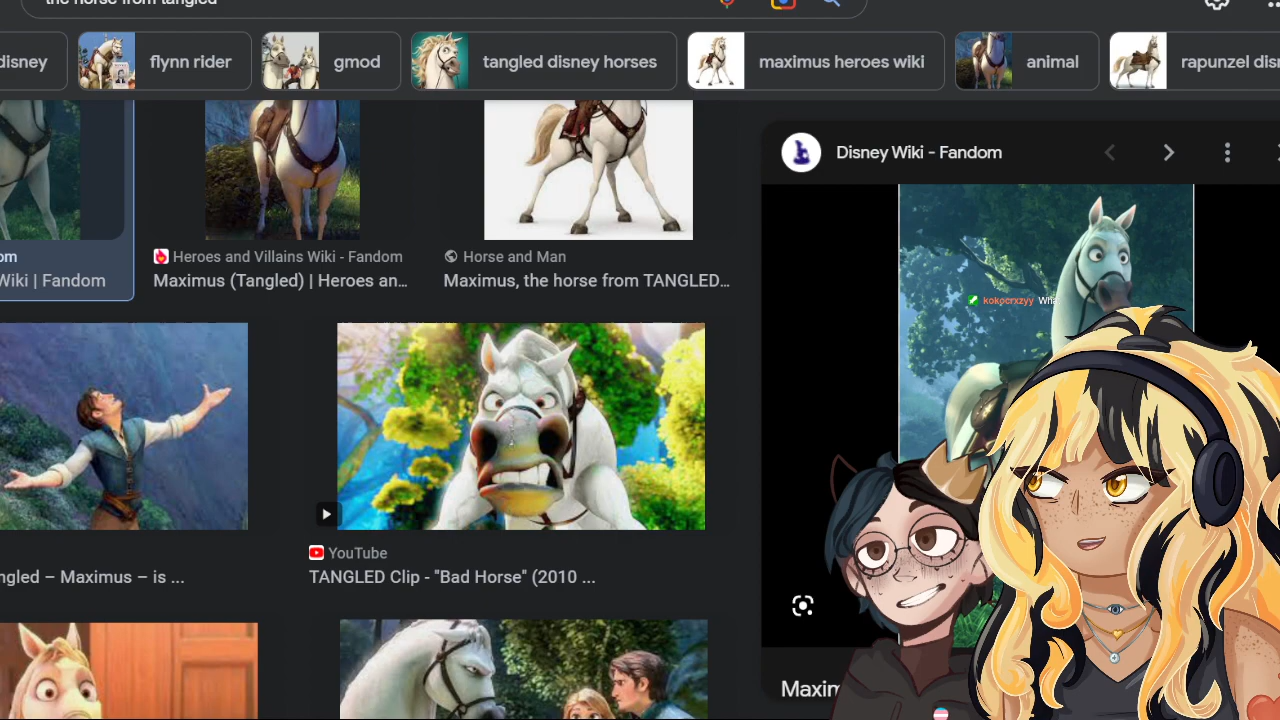 the horse from tangled
disney
flynn rider
gmod
tangled disney horses
maximus heroes wiki
animal
rapunzel dis
Disney Wiki - Fandom
kokocrxzyy Wha
om
Wiki | Fandom
Heroes and Villains Wiki - Fandom
Maximus (Tangled) | Heroes an...
Horse and Man
Maximus, the horse from TANGLED...
ngled – Maximus – is ...
YouTube
TANGLED Clip - "Bad Horse" (2010 ...
Maxim